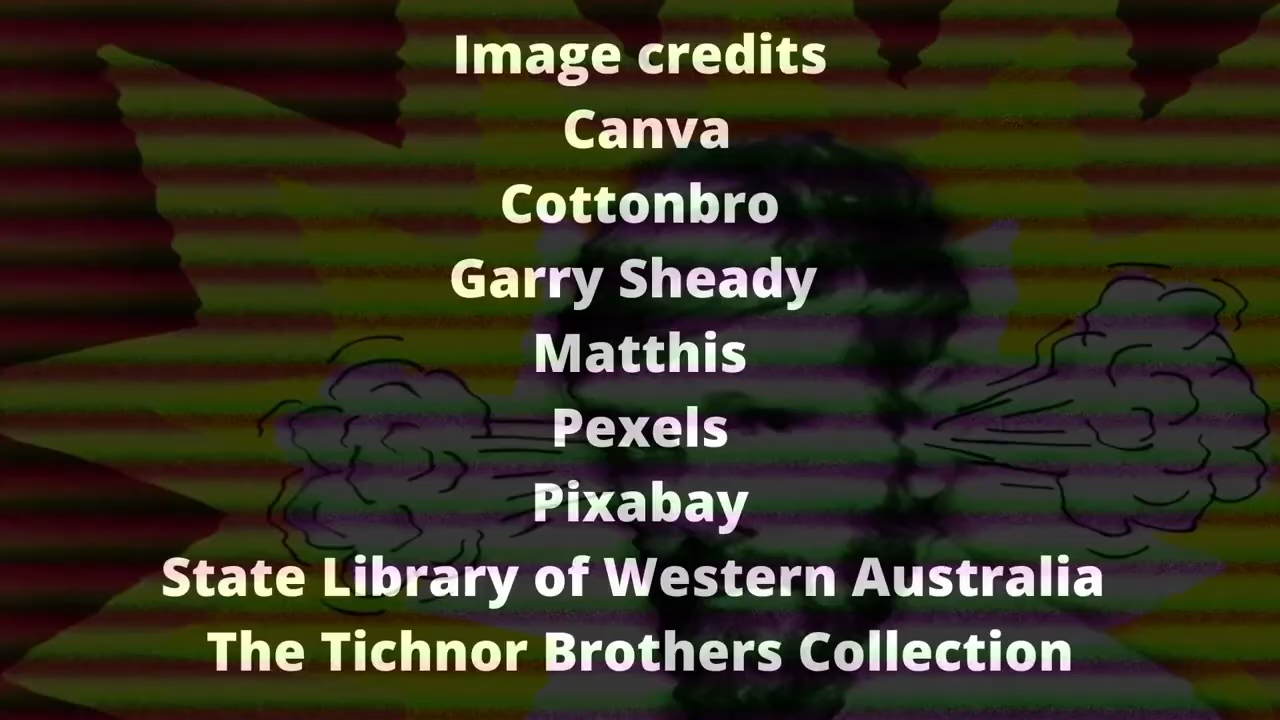 Image credits
Canva
Cottonbro
Garry Sheady
Matthis
Pexels
Pixabay
State Library of Western Australia
The Tichnor Brothers Collection